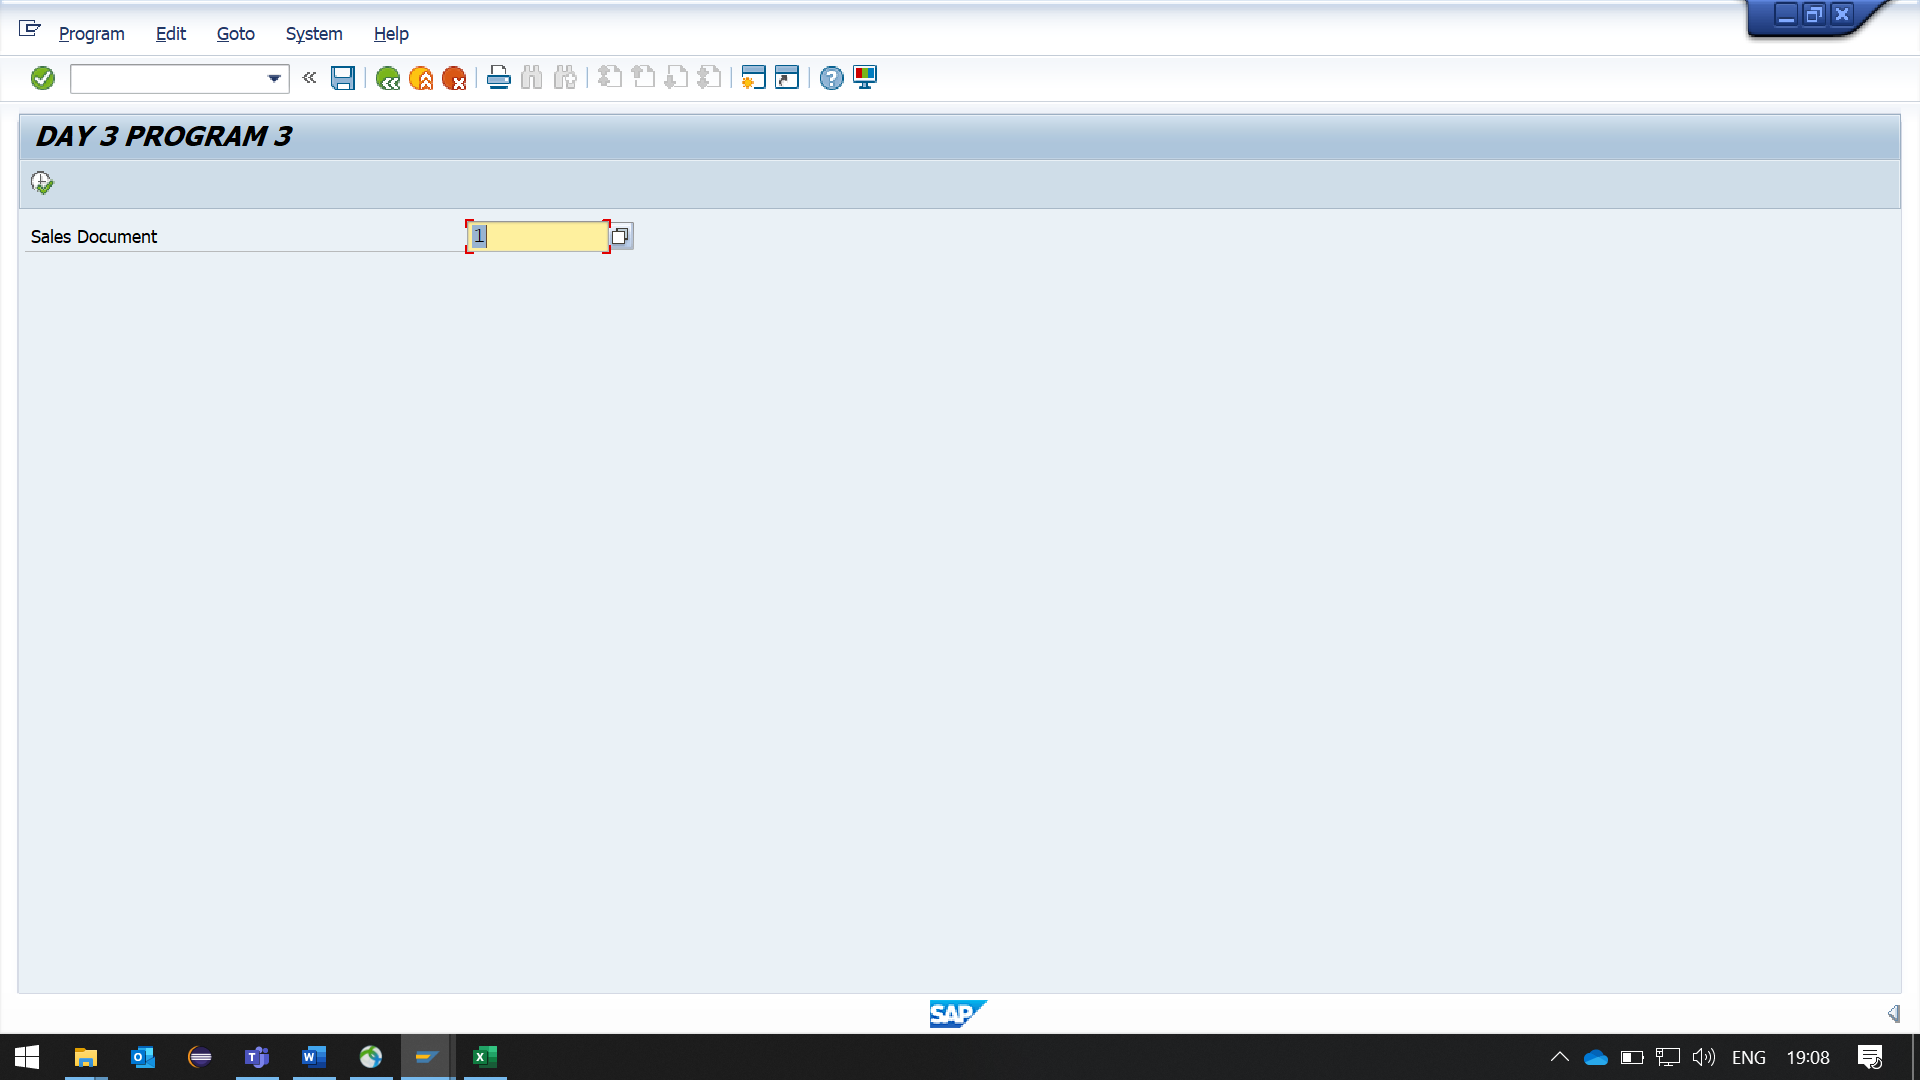 Program Edit Goto System Help
DAY 3 PROGRAM 3
Sales Document 1
SAP
ENG 19:08